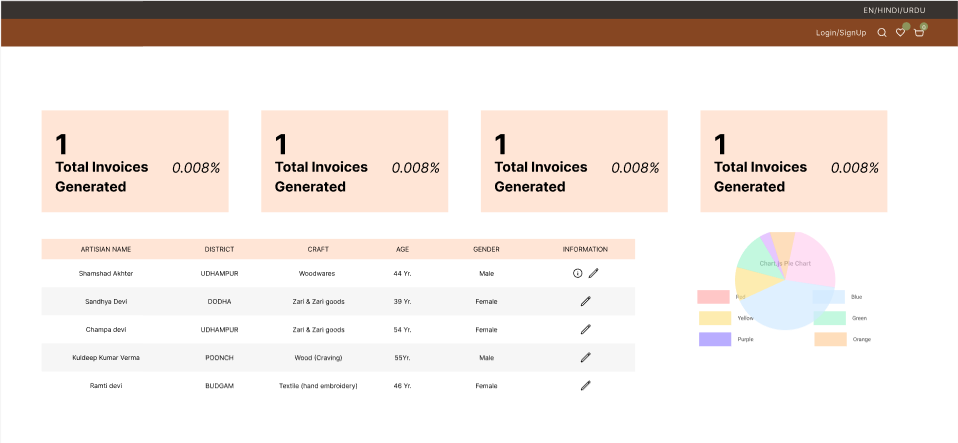 EN/HINDI/URDU
Login/SignUp
0
1
Total Invoices
Generated
0.008%
1
Total Invoices
Generated
0.008%
1
Total Invoices
Generated
0.008%
1
Total Invoices
Generated
0.008%
ARTISIAN NAME DISTRICT CRAFT AGE GENDER INFORMATION
Shamshad Akhter UDHAMPUR Woodwares 44 Yr. Male
Sandhya Devi DODHA Zari & Zari goods 39 Yr. Female
Champa devi UDHAMPUR Zari & Zari goods 54 Yr. Female
Kuldeep Kumar Verma POONCH Wood (Craving) 55Yr. Male
Ramti devi BUDGAM Textile (hand embroidery) 46 Yr. Female
Chart.js Pie Chart
Red Blue
Yellow Green
Purple Orange